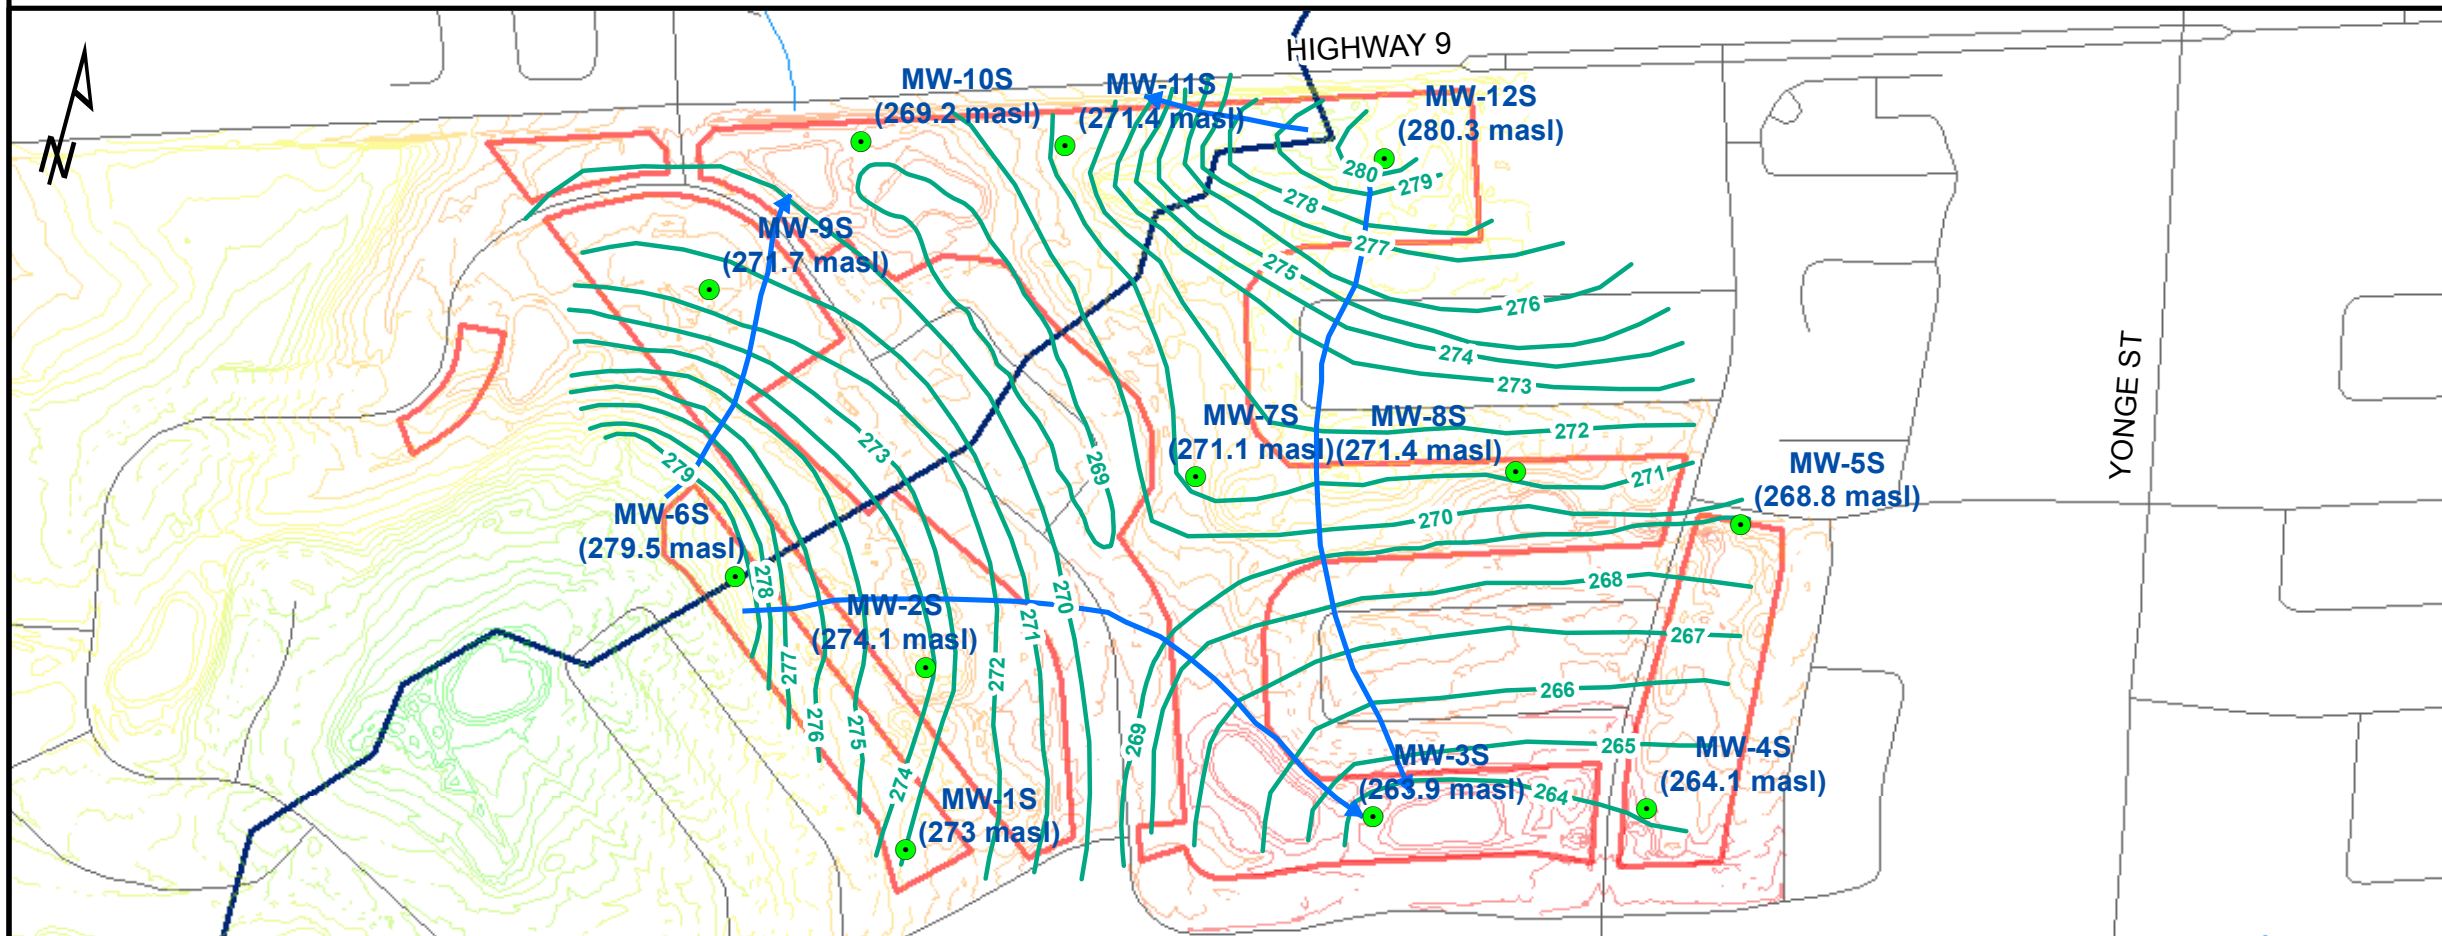 HIGHWAY 9
MW-10S
(269.2 masl)
MW-11S
(271.4 masl)
MW-12S
(280.3 masl)
280
279
278
277
275
276
274
273
MW-9S
(271.7 masl)
YONGE ST
MW-7S
(271.1 masl)
MW-8S
(271.4 masl)
272
271
MW-5S
(268.8 masl)
273
279
269
270
MW-6S
(279.5 masl)
278
268
MW-2S
(274.1 masl)
270
271
267
277
272
266
276
275
269
265
274
MW-3S
(263.9 masl)
264
MW-4S
(264.1 masl)
MW-1S
(273 masl)
N